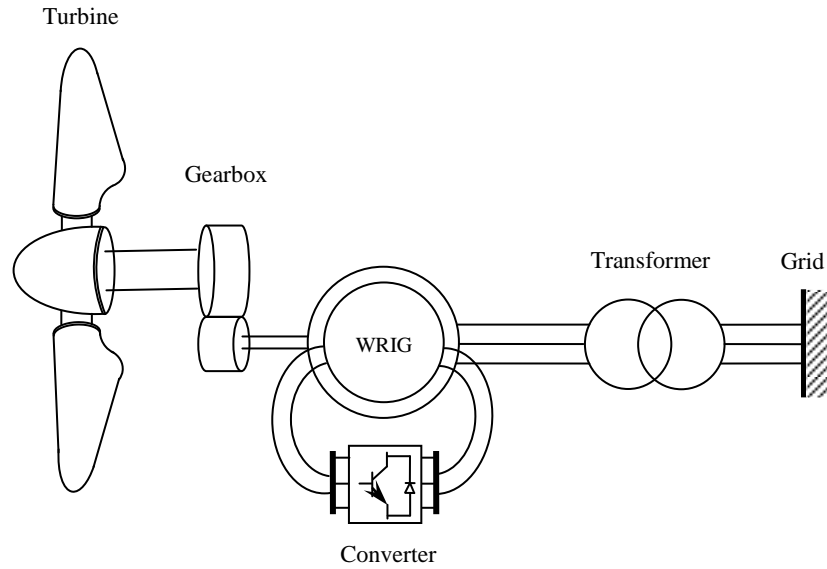 Turbine
Gearbox
Transformer
Grid
WRIG
Converter